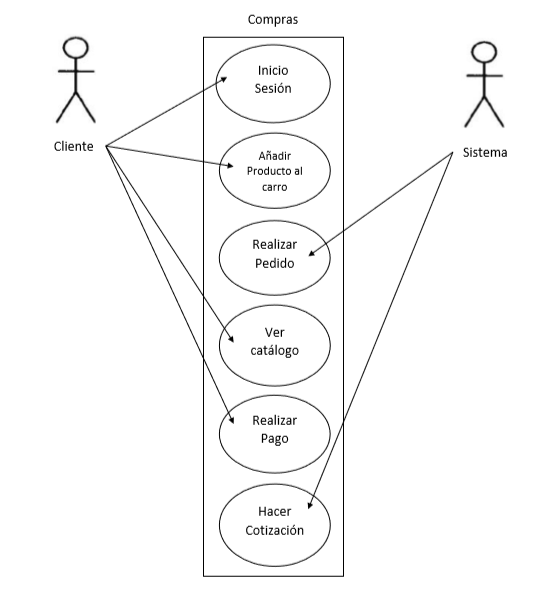 Compras
Cliente
Sistema
Inicio
Sesión
Añadir
Producto al
carro
Realizar
Pedido
Ver
catálogo
Realizar
Pago
Hacer
Cotización